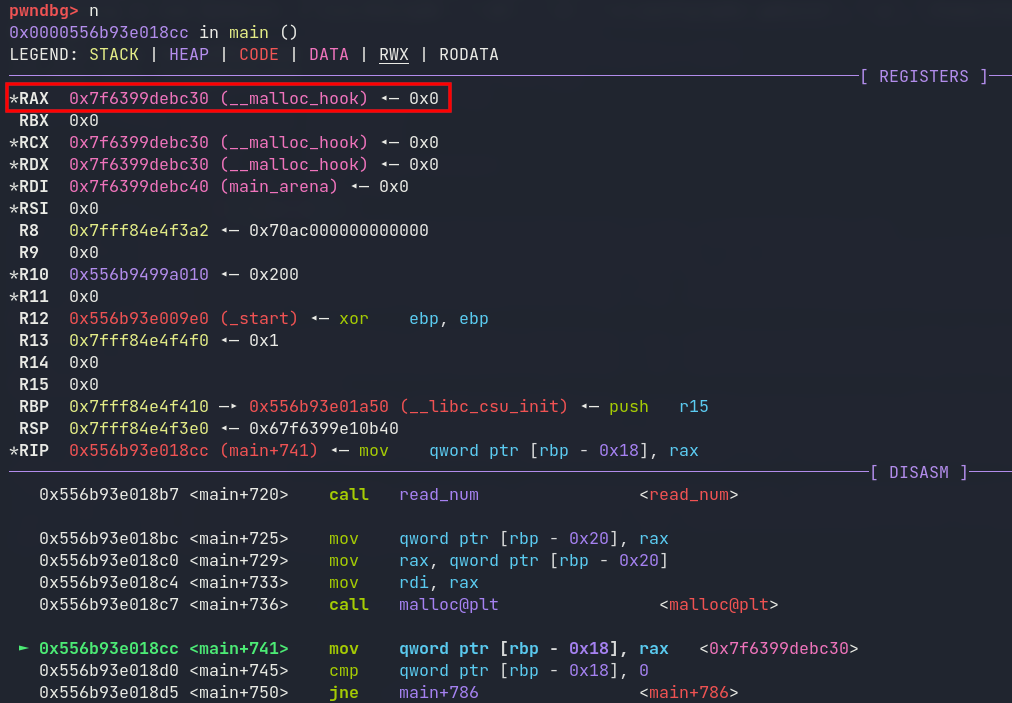 pwndbg> n
0x0000556b93e018cc in main ()
LEGEND: STACK | HEAP | CODE | DATA | RWX | RODATA
[ REGISTERS ]
*RAX  0x7f6399debc30 (__malloc_hook) ◂— 0x0
 RBX  0x0
*RCX  0x7f6399debc30 (__malloc_hook) ◂— 0x0
*RDX  0x7f6399debc30 (__malloc_hook) ◂— 0x0
*RDI  0x7f6399debc40 (main_arena) ◂— 0x0
*RSI  0x0
 R8   0x7fff84e4f3a2 ◂— 0x70ac000000000000
 R9   0x0
*R10  0x556b9499a010 ◂— 0x200
*R11  0x0
 R12  0x556b93e009e0 (_start) ◂— xor    ebp, ebp
 R13  0x7fff84e4f4f0 ◂— 0x1
 R14  0x0
 R15  0x0
 RBP  0x7fff84e4f410 —▸ 0x556b93e01a50 (__libc_csu_init) ◂— push   r15
 RSP  0x7fff84e4f3e0 ◂— 0x67f6399e10b40
*RIP  0x556b93e018cc (main+741) ◂— mov    qword ptr [rbp - 0x18], rax
[ DISASM ]
   0x556b93e018b7 <main+720>    call   read_num                <read_num>
   0x556b93e018bc <main+725>    mov    qword ptr [rbp - 0x20], rax
   0x556b93e018c0 <main+729>    mov    rax, qword ptr [rbp - 0x20]
   0x556b93e018c4 <main+733>    mov    rdi, rax
   0x556b93e018c7 <main+736>    call   malloc@plt                <malloc@plt>
 ► 0x556b93e018cc <main+741>    mov    qword ptr [rbp - 0x18], rax   <0x7f6399debc30>
   0x556b93e018d0 <main+745>    cmp    qword ptr [rbp - 0x18], 0
   0x556b93e018d5 <main+750>    jne    main+786                <main+786>